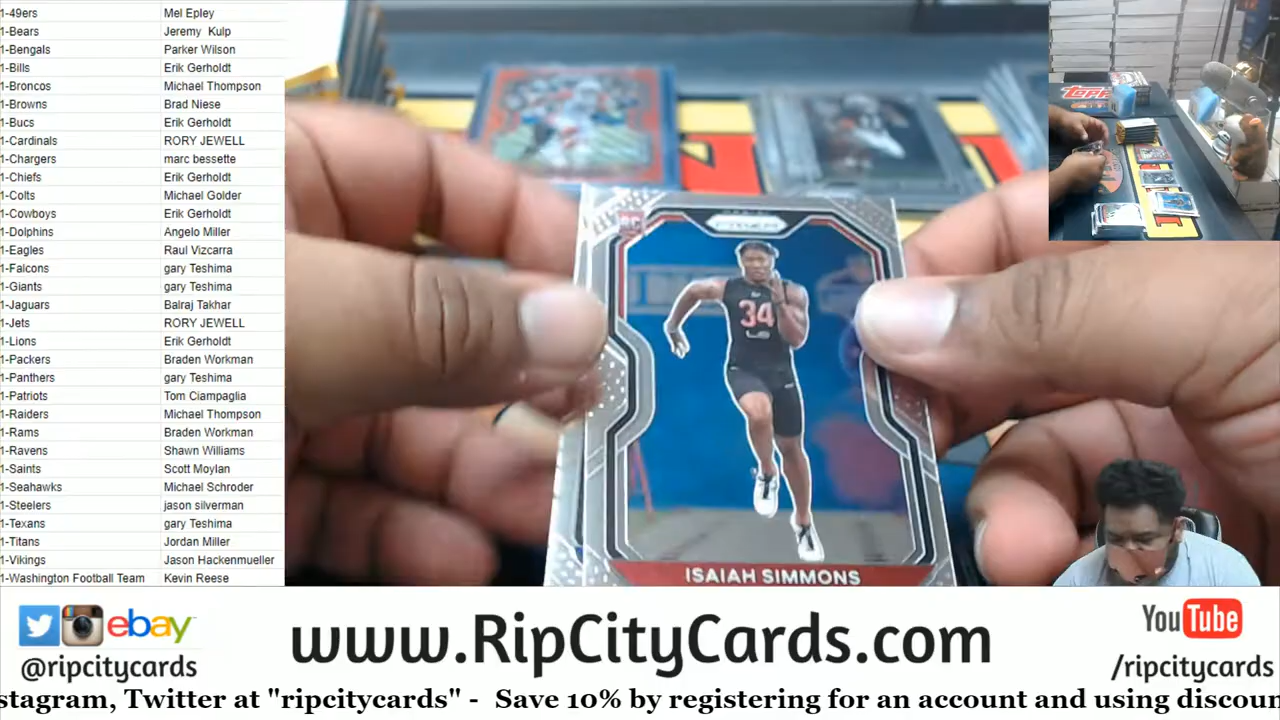 1-49ers Mel Epley
1-Bears Jeremy Kulp
1-Bengals Parker Wilson
1-Bills Erik Gerholdt
1-Broncos Michael Thompson
1-Browns Brad Niese
1-Bucs Erik Gerholdt
1-Cardinals RORY JEWELL
1-Chargers marc bessette
1-Chiefs Erik Gerholdt
1-Colts Michael Golder
1-Cowboys Erik Gerholdt
1-Dolphins Angelo Miller
1-Eagles Raul Vizcarra
1-Falcons gary Teshima
1-Giants gary Teshima
1-Jaguars Balraj Takhar
1-Jets RORY JEWELL
1-Lions Erik Gerholdt
1-Packers Braden Workman
1-Panthers gary Teshima
1-Patriots Tom Ciampaglia
1-Raiders Michael Thompson
1-Rams Braden Workman
1-Ravens Shawn Williams
1-Saints Scott Moylan
1-Seahawks Michael Schroder
1-Steelers jason silverman
1-Texans gary Teshima
1-Titans Jordan Miller
1-Vikings Jason Hackenmueller
1-Washington Football Team Kevin Reese
RC
PRIZM
34
ISAIAH SIMMONS
TOPPS
ebay
@ripcitycards
www.RipCityCards.com
YouTube
/ripcitycards
stagram, Twitter at "ripcitycards" - Save 10% by registering for an account and using discoun